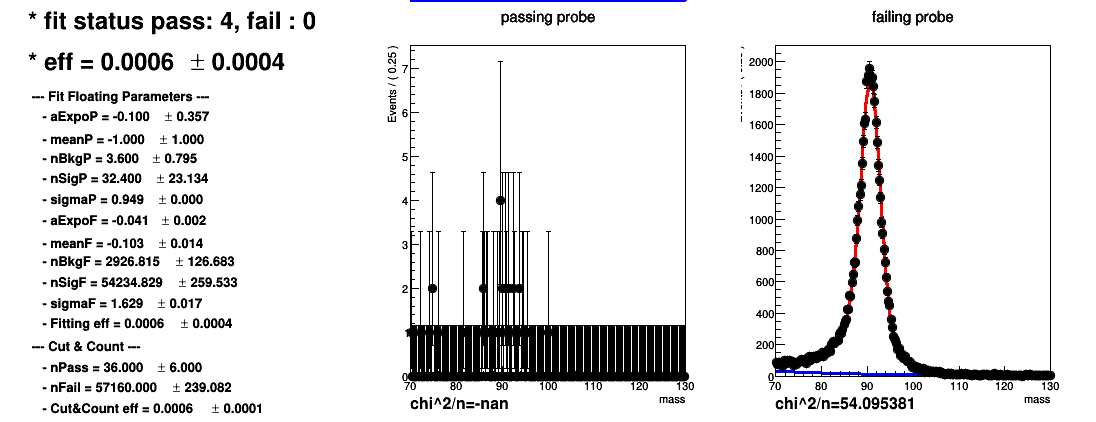 * fit status pass: 4, fail : 0
* eff = 0.0006 ± 0.0004
--- Fit Floating Parameters ---
- aExpoP = -0.100 ± 0.357
- meanP = -1.000 ± 1.000
- nBkgP = 3.600 ± 0.795
- nSigP = 32.400 ± 23.134
- sigmaP = 0.949 ± 0.000
- aExpoF = -0.041 ± 0.002
- meanF = -0.103 ± 0.014
- nBkgF = 2926.815 ± 126.683
- nSigF = 54234.829 ± 259.533
- sigmaF = 1.629 ± 0.017
- Fitting eff = 0.0006 ± 0.0004
--- Cut & Count ---
- nPass = 36.000 ± 6.000
- nFail = 57160.000 ± 239.082
- Cut&Count eff = 0.0006 ± 0.0001
passing probe
Events / ( 0.25 )
7
6
5
4
3
2
0
70 80 90 100 110 120 130
mass
chi^2/n=-nan
failing probe
2000
1800
1600
1400
1200
1000
800
600
400
200
0
70 80 90 100 110 120 130
mass
chi^2/n=54.095381